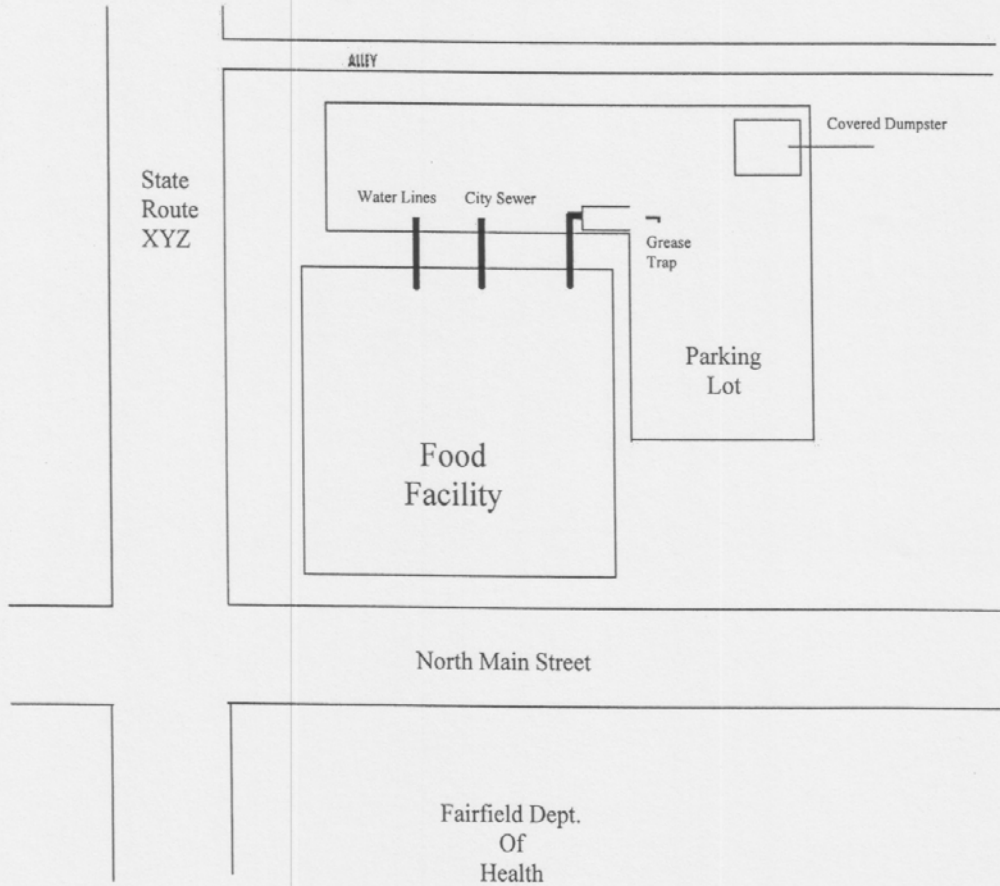 ALLEY
Covered Dumpster
State
Route
XYZ
Water Lines
City Sewer
Grease
Trap
Parking
Lot
Food
Facility
North Main Street
Fairfield Dept.
Of
Health